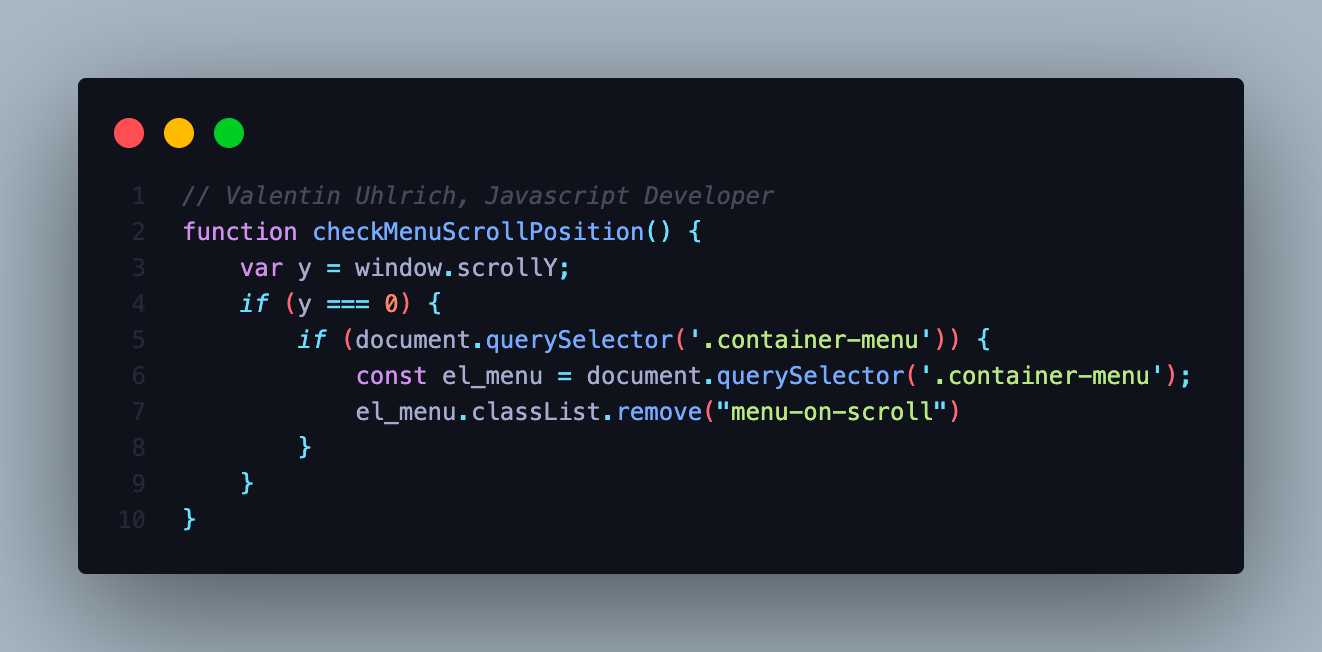 1 // Valentin Uhlrich, Javascript Developer
2 function checkMenuScrollPosition() {
3     var y = window.scrollY;
4     if (y === 0) {
5         if (document.querySelector('.container-menu')) {
6             const el_menu = document.querySelector('.container-menu');
7             el_menu.classList.remove("menu-on-scroll")
8         }
9     }
10 }